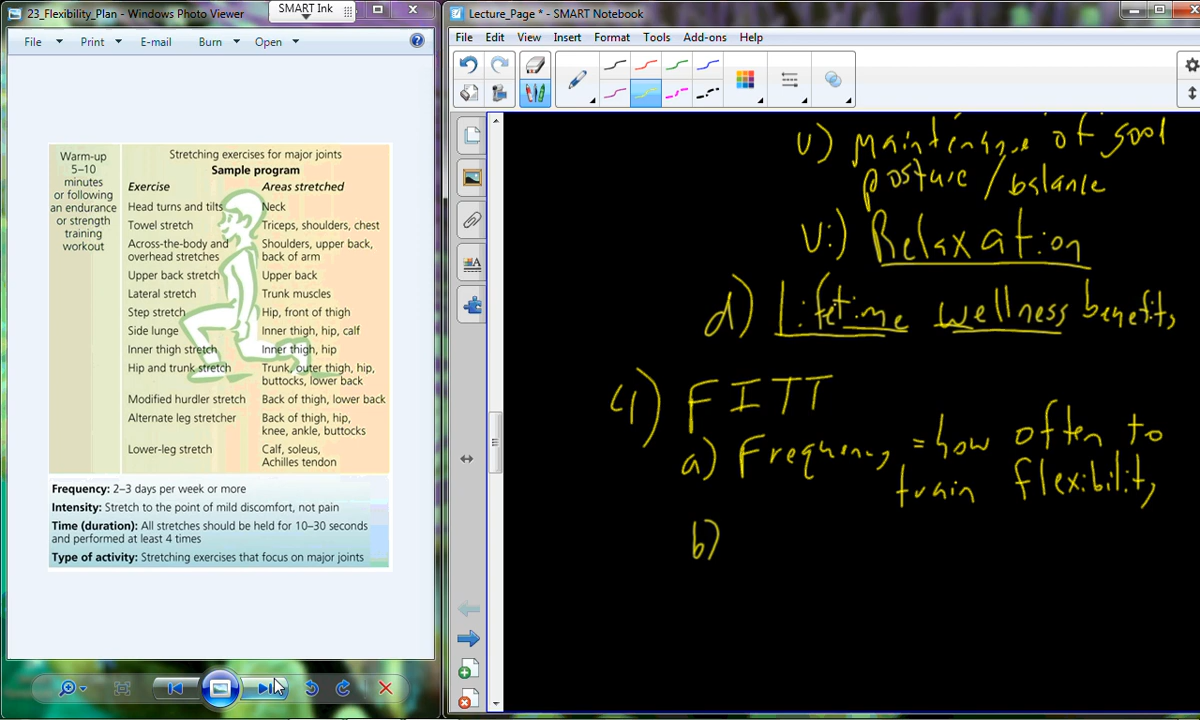 23_Flexibility_Plan - Windows Photo Viewer
SMART Ink
File Print E-mail Burn Open
Warm-up
5–10
minutes
or following
an endurance
or strength
training
workout
Stretching exercises for major joints
Sample program
Exercise Areas stretched
Head turns and tilts Neck
Towel stretch Triceps, shoulders, chest
Across-the-body and Shoulders, upper back,
overhead stretches back of arm
Upper back stretch Upper back
Lateral stretch Trunk muscles
Step stretch Hip, front of thigh
Side lunge Inner thigh, hip, calf
Inner thigh stretch Inner thigh, hip
Hip and trunk stretch Trunk, outer thigh, hip,
buttocks, lower back
Modified hurdler stretch Back of thigh, lower back
Alternate leg stretcher Back of thigh, hip,
knee, ankle, buttocks
Lower-leg stretch Calf, soleus,
Achilles tendon
Frequency: 2–3 days per week or more
Intensity: Stretch to the point of mild discomfort, not pain
Time (duration): All stretches should be held for 10–30 seconds
and performed at least 4 times
Type of activity: Stretching exercises that focus on major joints
Lecture_Page * - SMART Notebook
File Edit View Insert Format Tools Add-ons Help
v) Maintenance of good
posture / balance
vi) Relaxation
d) Lifetime wellness benefits
4) FITT
a) Frequency = how often to
train flexibility
b)